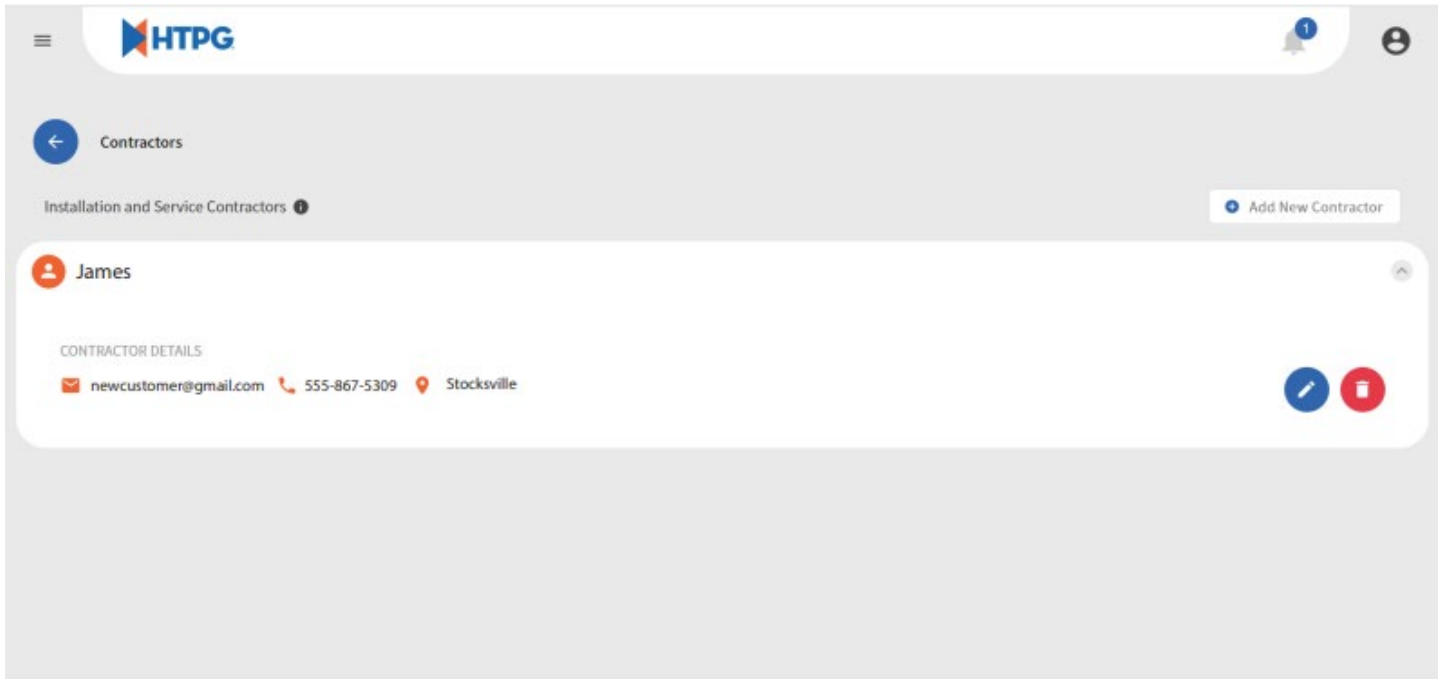 HTPG
1
Contractors
Installation and Service Contractors
Add New Contractor
James
CONTRACTOR DETAILS
newcustomer@gmail.com 555-867-5309 Stocksville